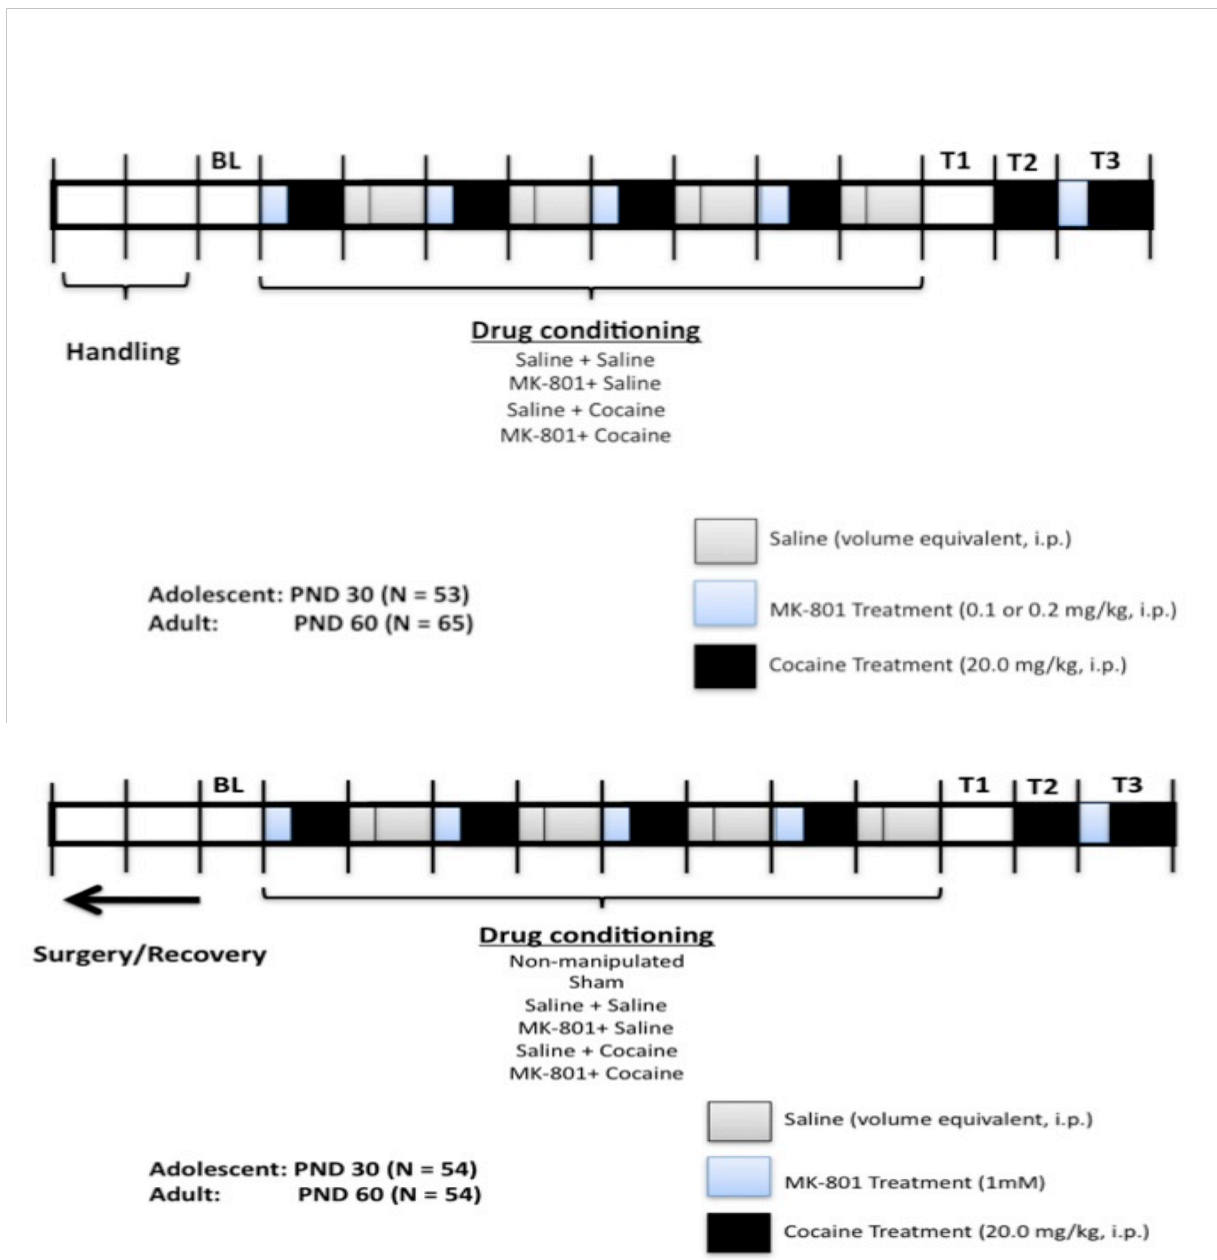 BL T1 T2 T3
Handling
Drug conditioning
Saline + Saline
MK-801+ Saline
Saline + Cocaine
MK-801+ Cocaine
Saline (volume equivalent, i.p.)
Adolescent: PND 30 (N = 53)
MK-801 Treatment (0.1 or 0.2 mg/kg, i.p.)
Adult: PND 60 (N = 65)
Cocaine Treatment (20.0 mg/kg, i.p.)
BL T1 T2 T3
Surgery/Recovery
Drug conditioning
Non-manipulated
Sham
Saline + Saline
MK-801+ Saline
Saline + Cocaine
MK-801+ Cocaine
Saline (volume equivalent, i.p.)
Adolescent: PND 30 (N = 54)
MK-801 Treatment (1mM)
Adult: PND 60 (N = 54)
Cocaine Treatment (20.0 mg/kg, i.p.)